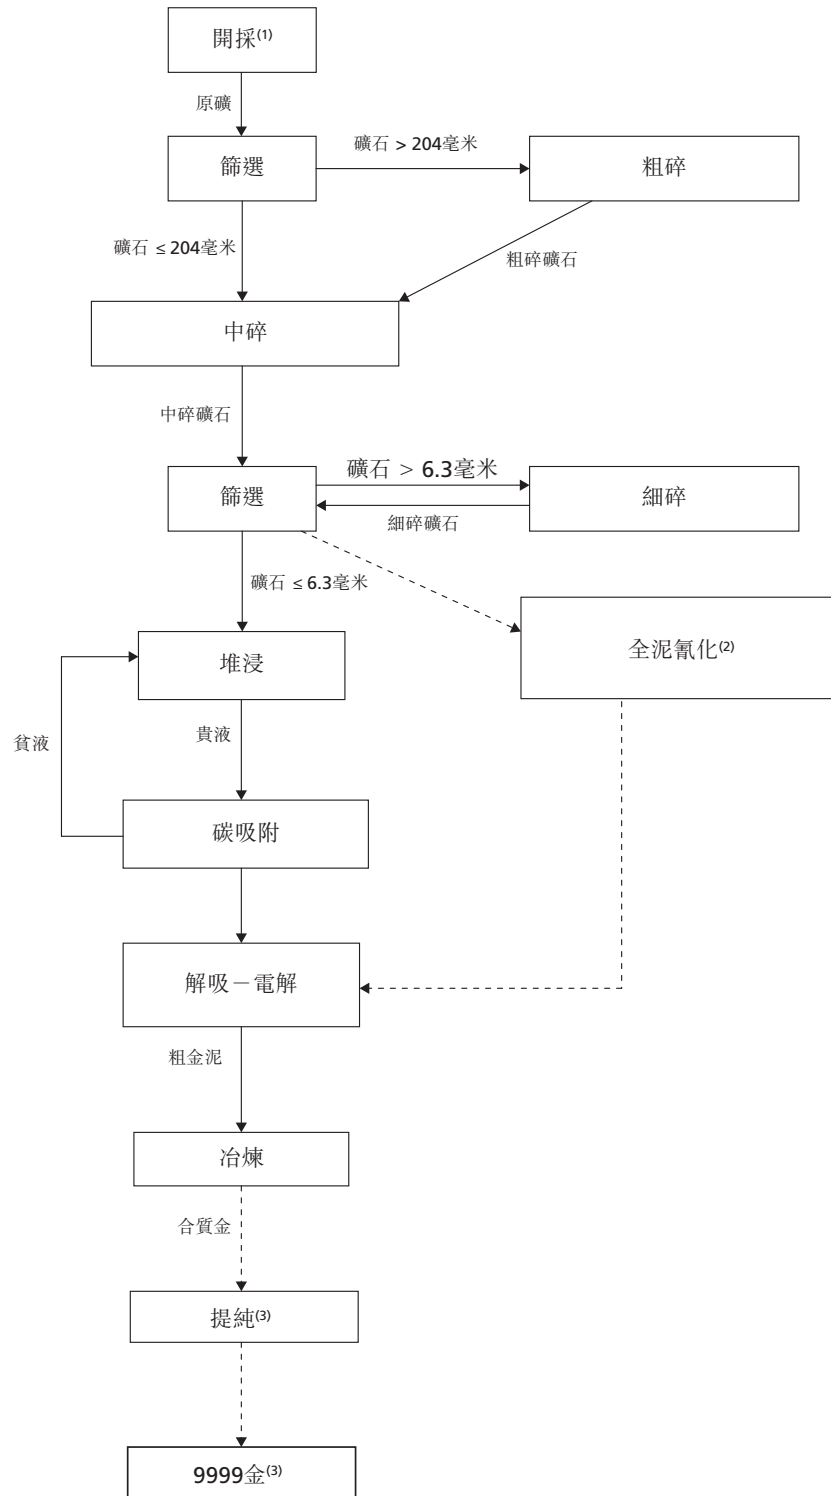 開採(1)
原礦
篩選
礦石 > 204毫米
粗碎
礦石 ≤ 204毫米
粗碎礦石
中碎
中碎礦石
篩選
礦石 > 6.3毫米
細碎
細碎礦石
礦石 ≤ 6.3毫米
全泥氰化(2)
堆浸
貴液
貧液
碳吸附
解吸－電解
粗金泥
冶煉
合質金
提純(3)
9999金(3)